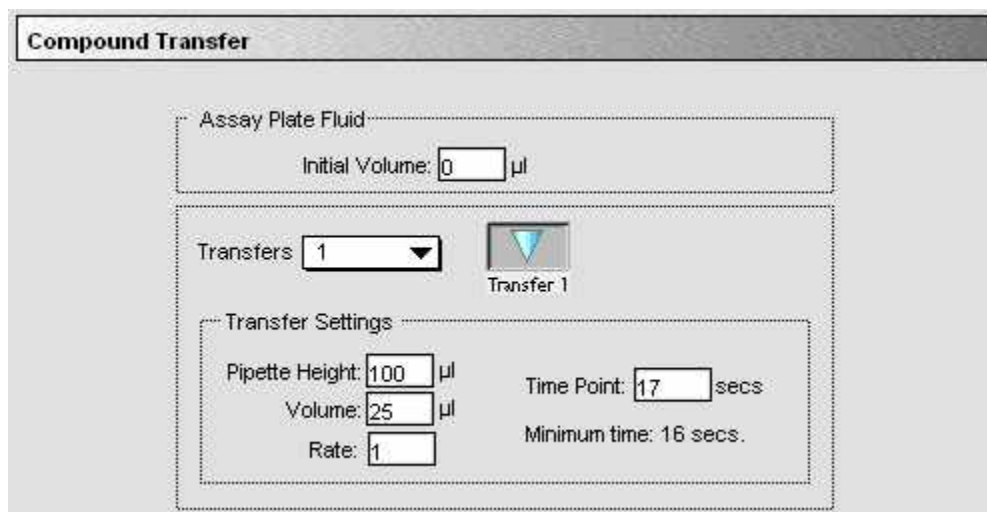 Compound Transfer
Assay Plate Fluid
Initial Volume: 0 µl
Transfers 1
Transfer 1
Transfer Settings
Pipette Height: 100 µl
Time Point: 17 secs
Volume: 25 µl
Minimum time: 16 secs.
Rate: 1